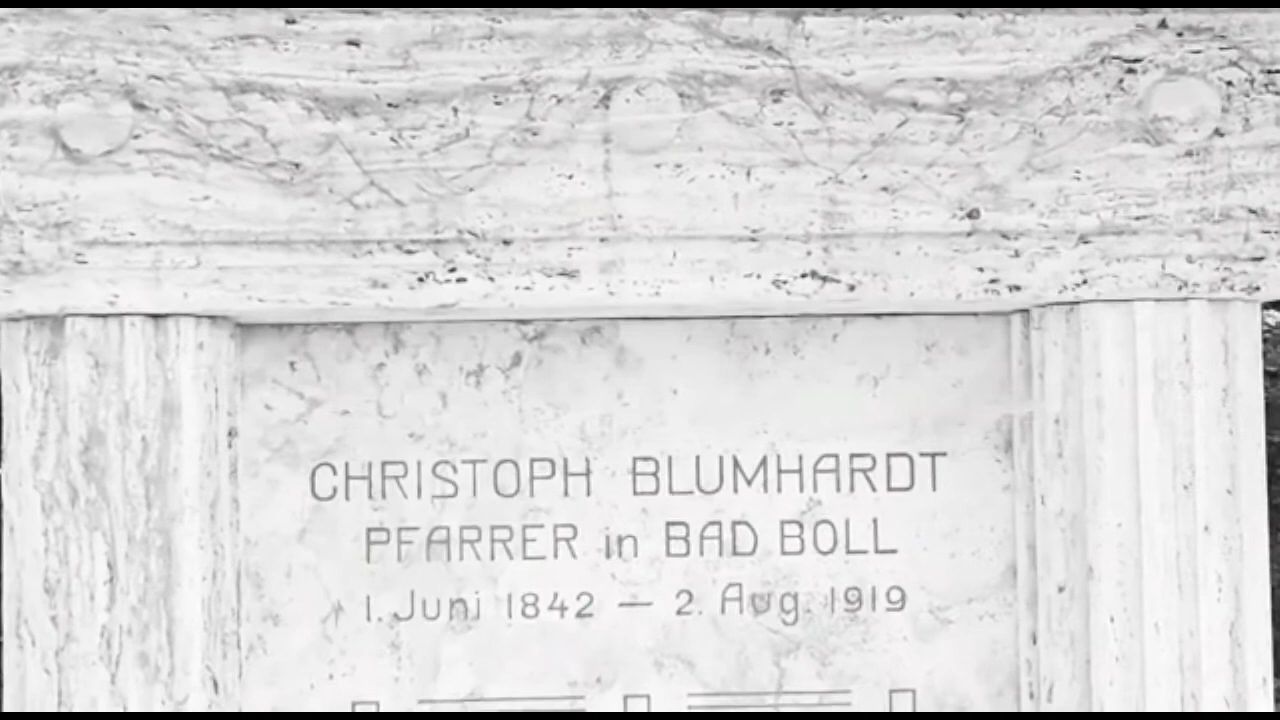 CHRISTOPH BLUMHARDT
PFARRER in BAD BOLL
1. Juni 1842 — 2. Aug. 1919